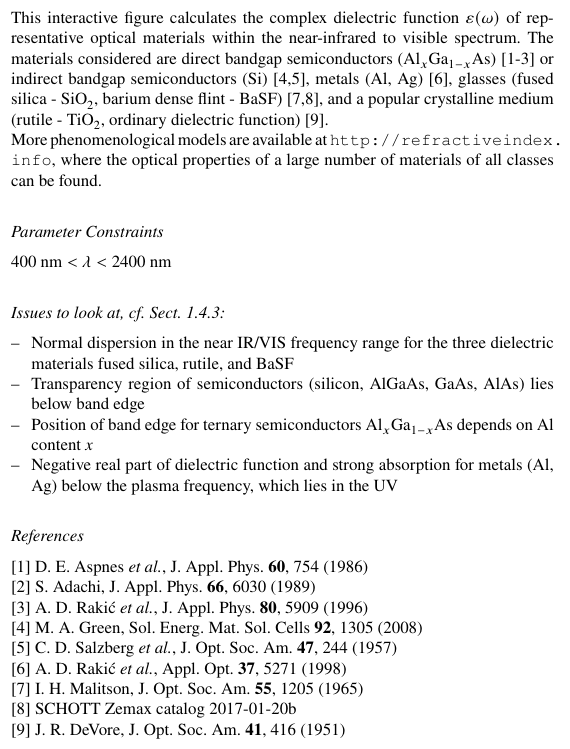 This interactive figure calculates the complex dielectric function ε(ω) of rep-
resentative optical materials within the near-infrared to visible spectrum. The
materials considered are direct bandgap semiconductors (AlₓGa₁₋ₓAs) [1-3] or
indirect bandgap semiconductors (Si) [4,5], metals (Al, Ag) [6], glasses (fused
silica - SiO₂, barium dense flint - BaSF) [7,8], and a popular crystalline medium
(rutile - TiO₂, ordinary dielectric function) [9].
More phenomenological models are available at http://refractiveindex.
info, where the optical properties of a large number of materials of all classes
can be found.
Parameter Constraints
400 nm < λ < 2400 nm
Issues to look at, cf. Sect. 1.4.3:
– Normal dispersion in the near IR/VIS frequency range for the three dielectric
materials fused silica, rutile, and BaSF
– Transparency region of semiconductors (silicon, AlGaAs, GaAs, AlAs) lies
below band edge
– Position of band edge for ternary semiconductors AlₓGa₁₋ₓAs depends on Al
content x
– Negative real part of dielectric function and strong absorption for metals (Al,
Ag) below the plasma frequency, which lies in the UV
References
[1] D. E. Aspnes et al., J. Appl. Phys. 60, 754 (1986)
[2] S. Adachi, J. Appl. Phys. 66, 6030 (1989)
[3] A. D. Rakić et al., J. Appl. Phys. 80, 5909 (1996)
[4] M. A. Green, Sol. Energ. Mat. Sol. Cells 92, 1305 (2008)
[5] C. D. Salzberg et al., J. Opt. Soc. Am. 47, 244 (1957)
[6] A. D. Rakić et al., Appl. Opt. 37, 5271 (1998)
[7] I. H. Malitson, J. Opt. Soc. Am. 55, 1205 (1965)
[8] SCHOTT Zemax catalog 2017-01-20b
[9] J. R. DeVore, J. Opt. Soc. Am. 41, 416 (1951)